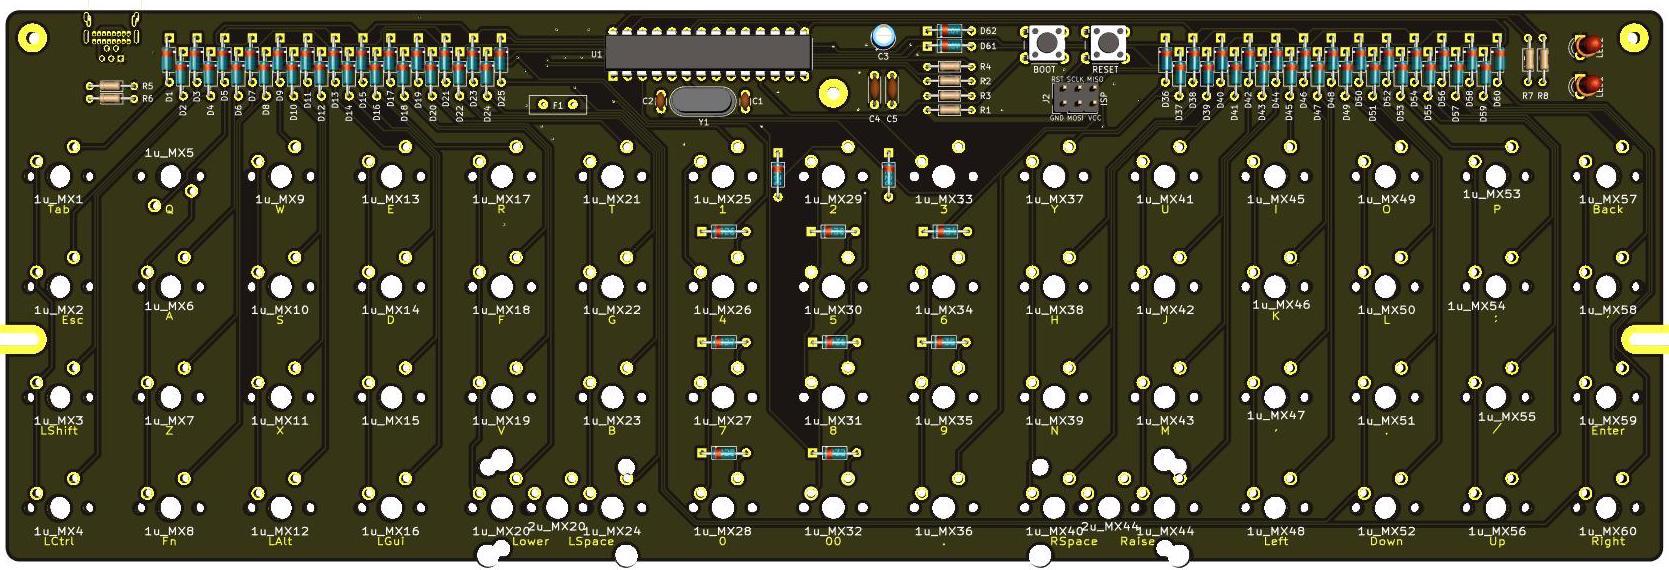 D62
U1
C3
D61
R5
R6
R4
R2
R3
R1
BOOT
RESET
RST SCLK MISO
J2
USI
GND MOSI VCC
C2
C1
Y1
F1
C4 C5
R7 R8
D1
D2
D3
D4
D5
D6
D7
D8
D9
D10
D11
D12
D13
D14
D15
D16
D17
D18
D19
D20
D21
D22
D23
D24
D25
D36
D37
D38
D39
D40
D41
D42
D43
D44
D45
D46
D47
D48
D49
D50
D51
D52
D53
D54
D55
D56
D57
D58
D59
D60
1u_MX1 1u_MX5 1u_MX9 1u_MX13 1u_MX17 1u_MX21 1u_MX25 1u_MX29 1u_MX33 1u_MX37 1u_MX41 1u_MX45 1u_MX49 1u_MX53 1u_MX57
Tab Q W E R T 1 2 3 Y U I O P Back
1u_MX2 1u_MX6 1u_MX10 1u_MX14 1u_MX18 1u_MX22 1u_MX26 1u_MX30 1u_MX34 1u_MX38 1u_MX42 1u_MX46 1u_MX50 1u_MX54 1u_MX58
Esc A S D F G 4 5 6 H J K L ; '
1u_MX3 1u_MX7 1u_MX11 1u_MX15 1u_MX19 1u_MX23 1u_MX27 1u_MX31 1u_MX35 1u_MX39 1u_MX43 1u_MX47 1u_MX51 1u_MX55 1u_MX59
LShift Z X C V B 7 8 9 N M , . / Enter
1u_MX4 1u_MX8 1u_MX12 1u_MX16 1u_MX20 2u_MX20 1u_MX24 1u_MX28 1u_MX32 1u_MX36 1u_MX40 2u_MX44 1u_MX44 1u_MX48 1u_MX52 1u_MX56 1u_MX60
LCtrl Fn LAlt LGui Lower LSpace 0 00 . RSpace Raise Left Down Up Right